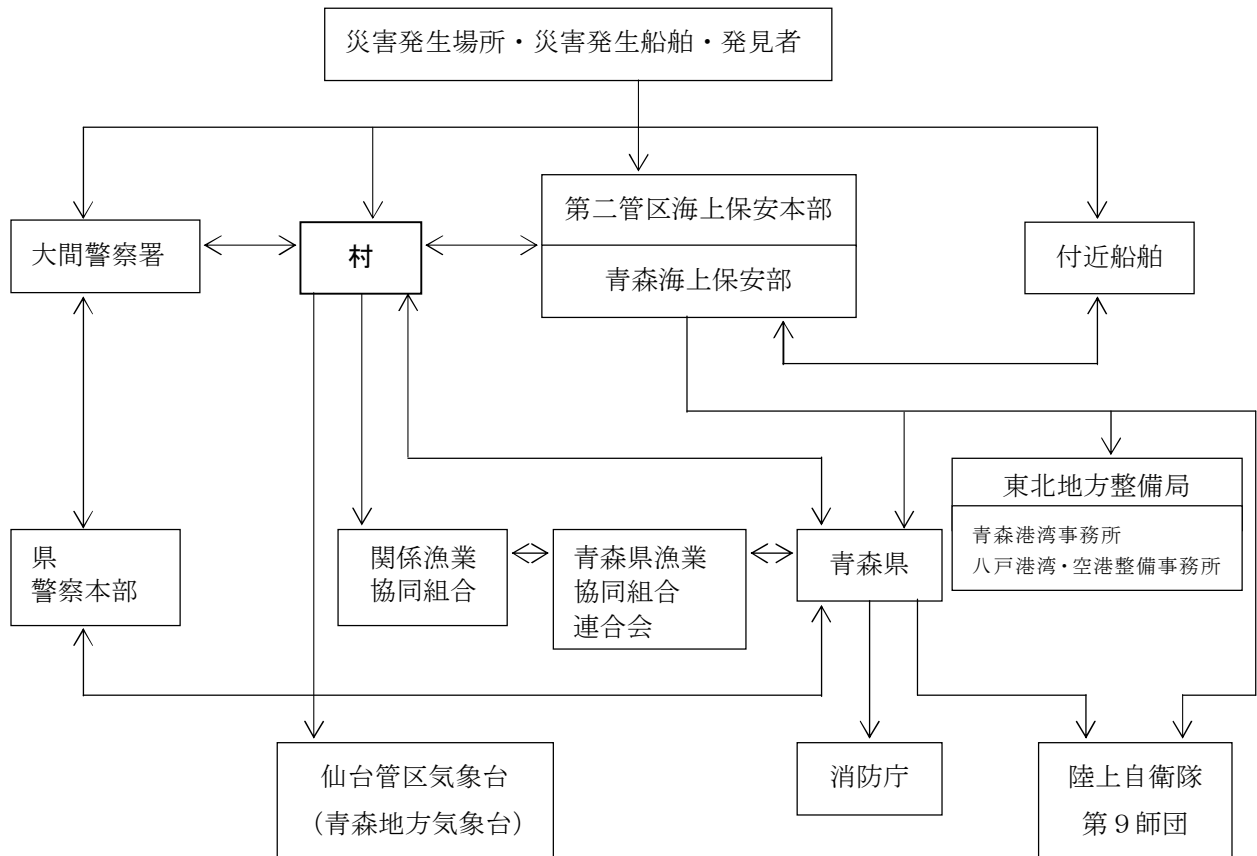 災害発生場所・災害発生船舶・発見者
大間警察署
村
第二管区海上保安本部
青森海上保安部
付近船舶
県
警察本部
関係漁業
協同組合
青森県漁業
協同組合
連合会
青森県
東北地方整備局
青森港湾事務所
八戸港湾・空港整備事務所
仙台管区気象台
（青森地方気象台）
消防庁
陸上自衛隊
第９師団